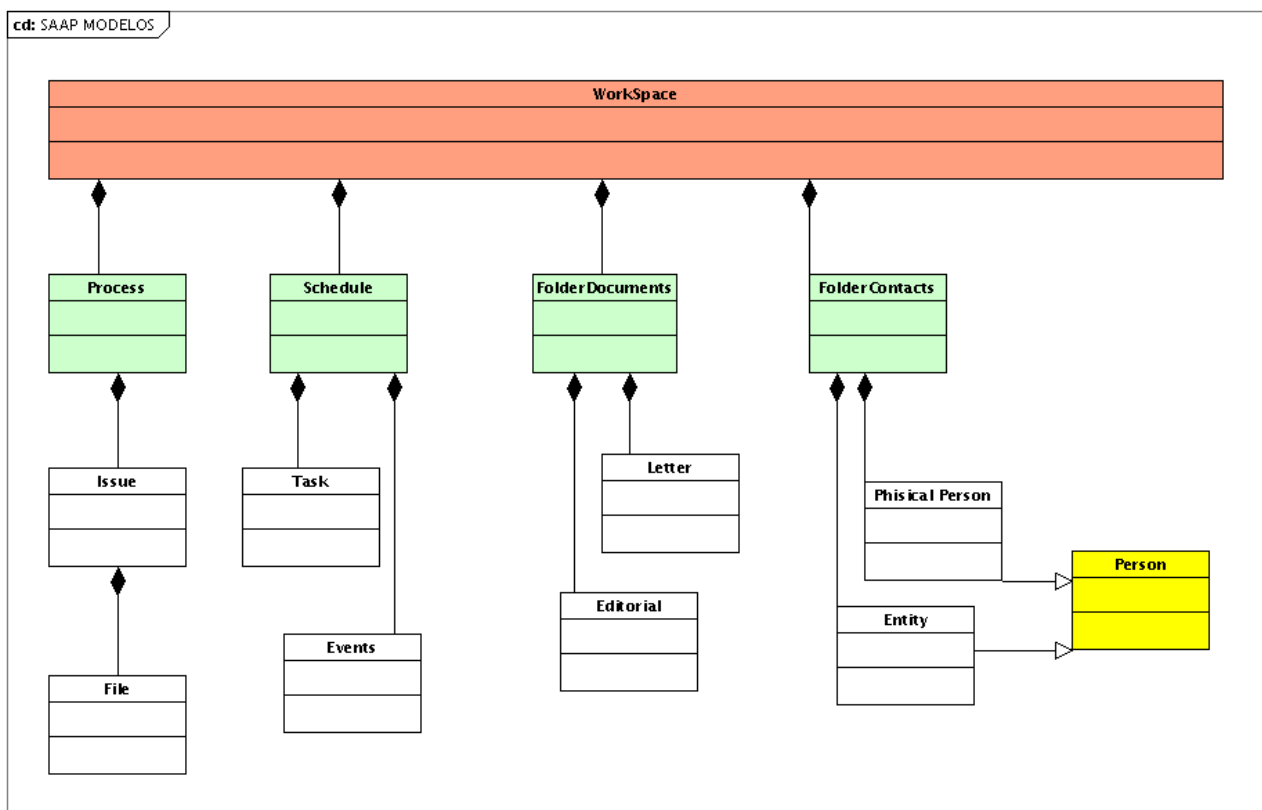 cd: SAAP MODELOS
WorkSpace
Process
Schedule
FolderDocuments
FolderContacts
Issue
Task
Letter
Phisical Person
Person
Editorial
Entity
Events
File